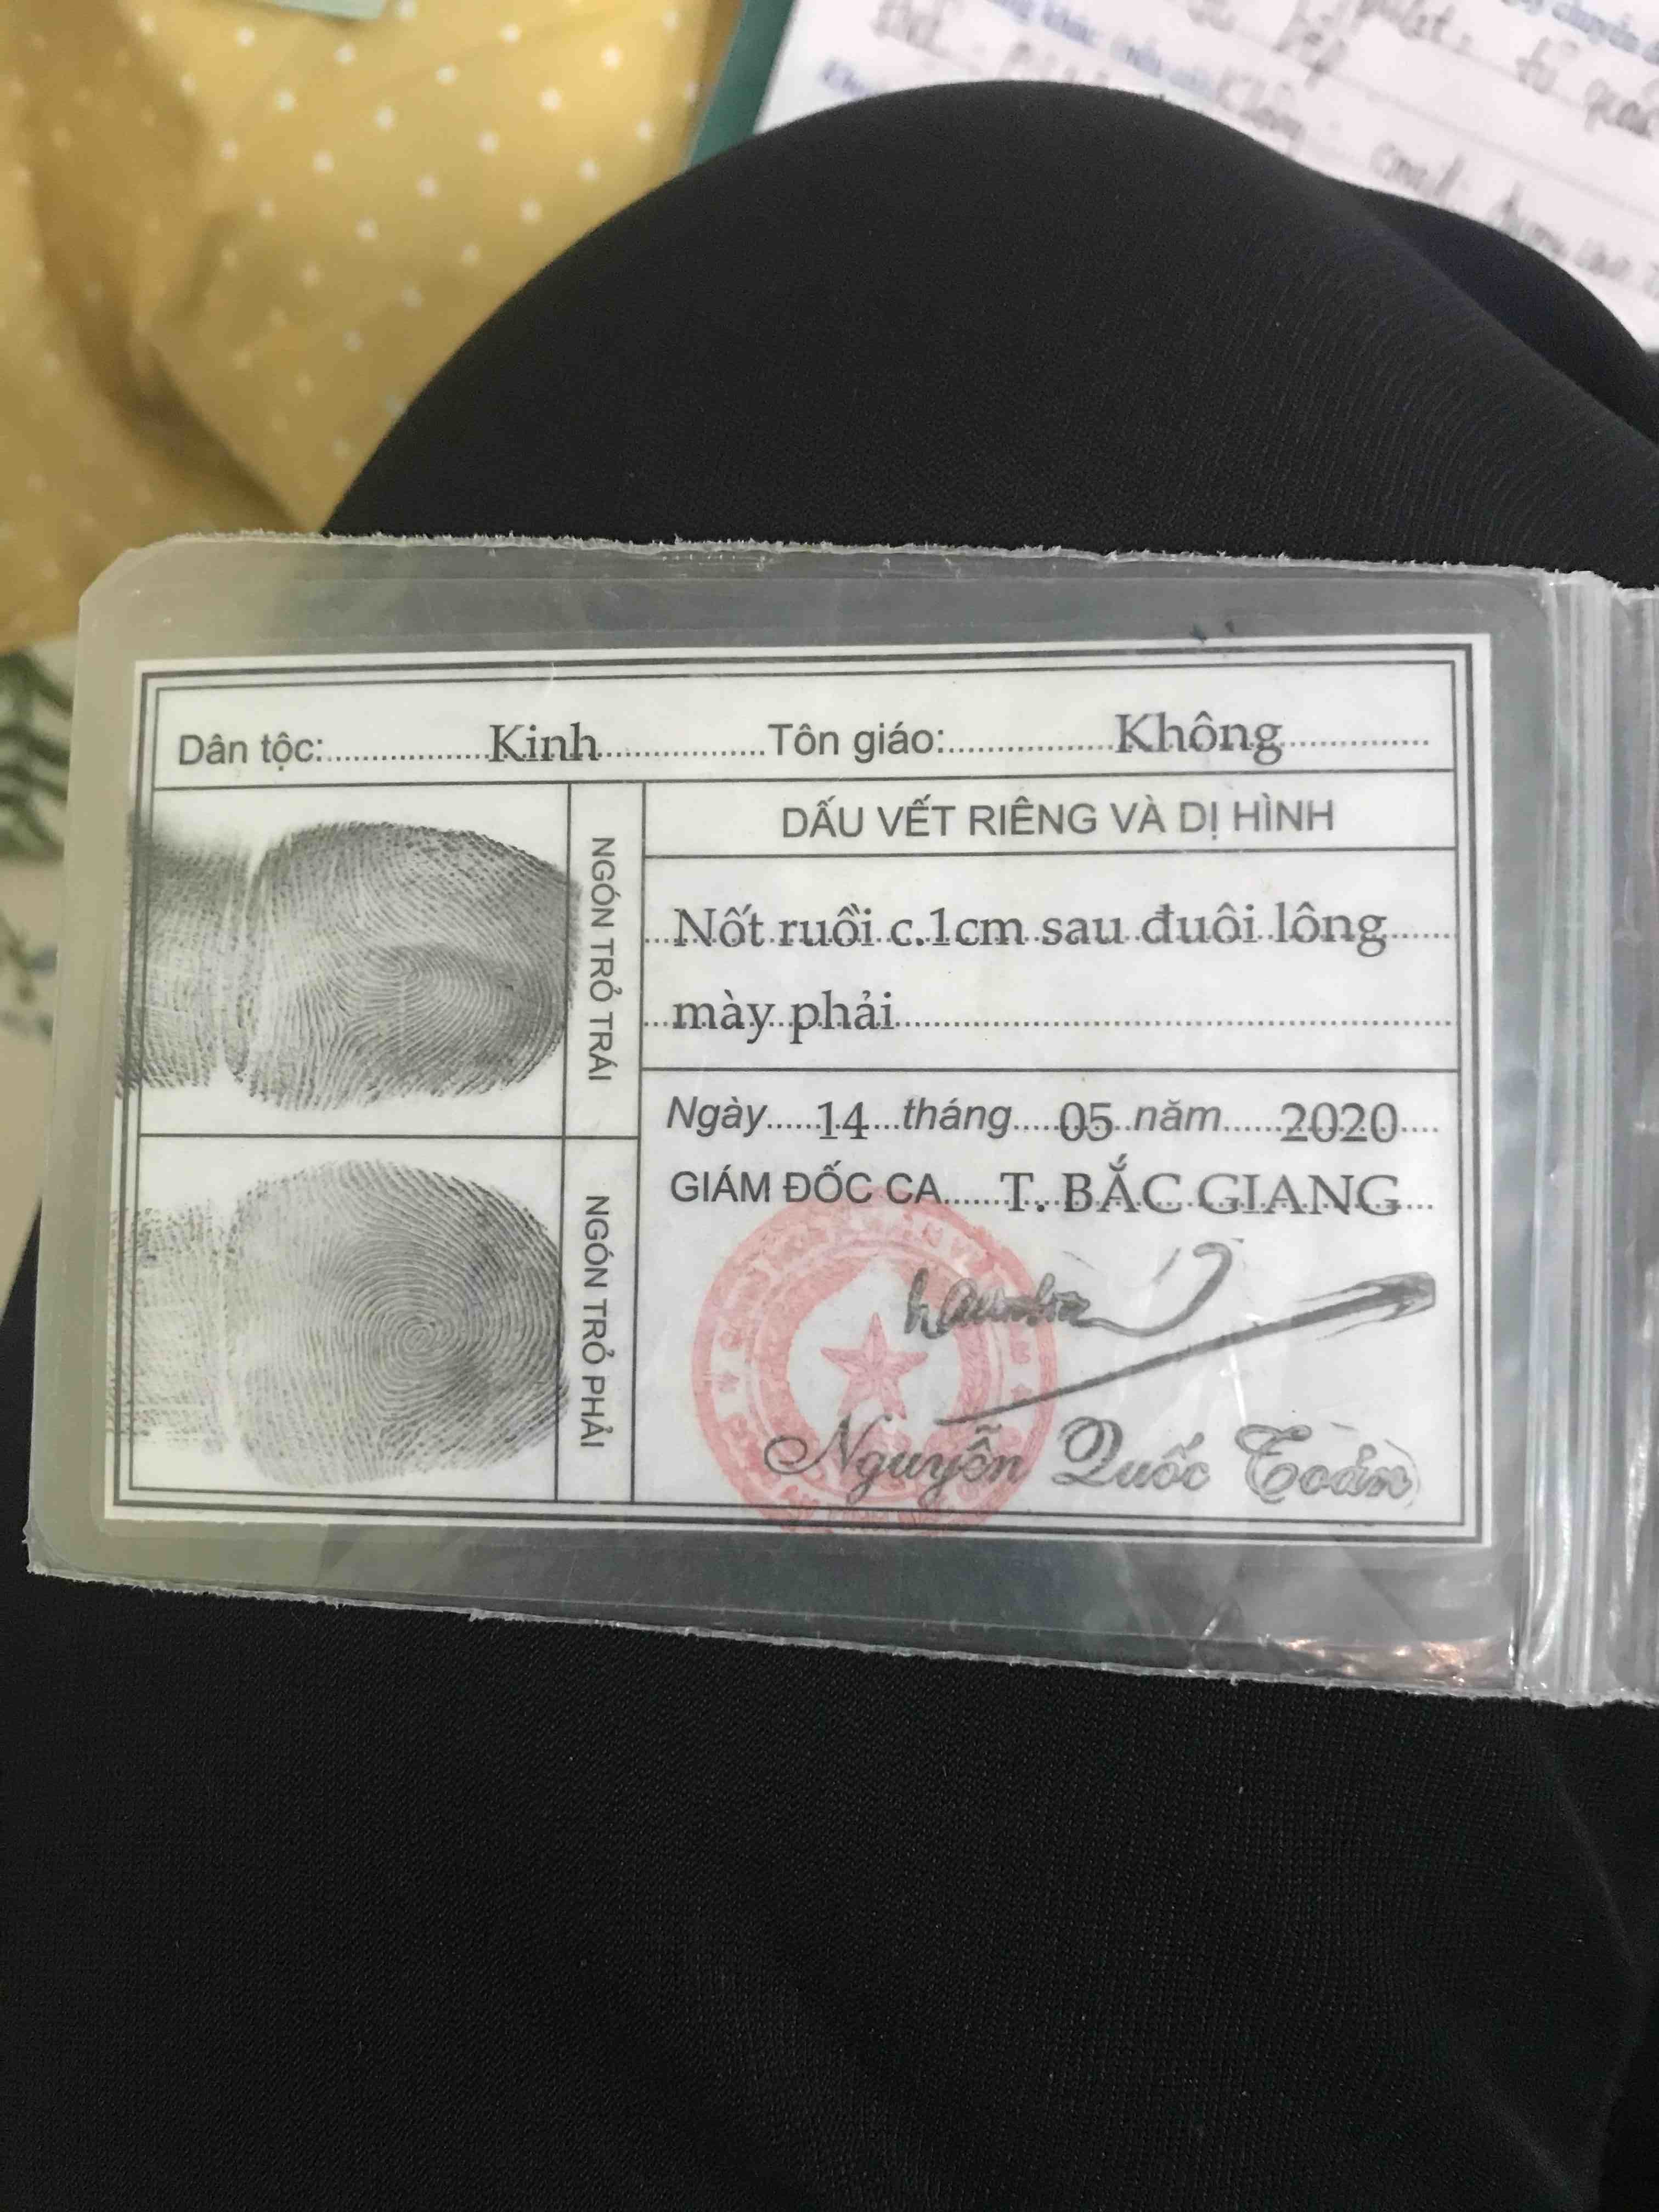 Dân tộc: Kinh Tôn giáo: Không
NGÓN TRỎ TRÁI
NGÓN TRỎ PHẢI
DẤU VẾT RIÊNG VÀ DỊ HÌNH
Nốt ruồi c.1cm sau đuôi lông
mày phải
Ngày 14 tháng 05 năm 2020
GIÁM ĐỐC CA T. BẮC GIANG
Nguyễn Quốc Toản